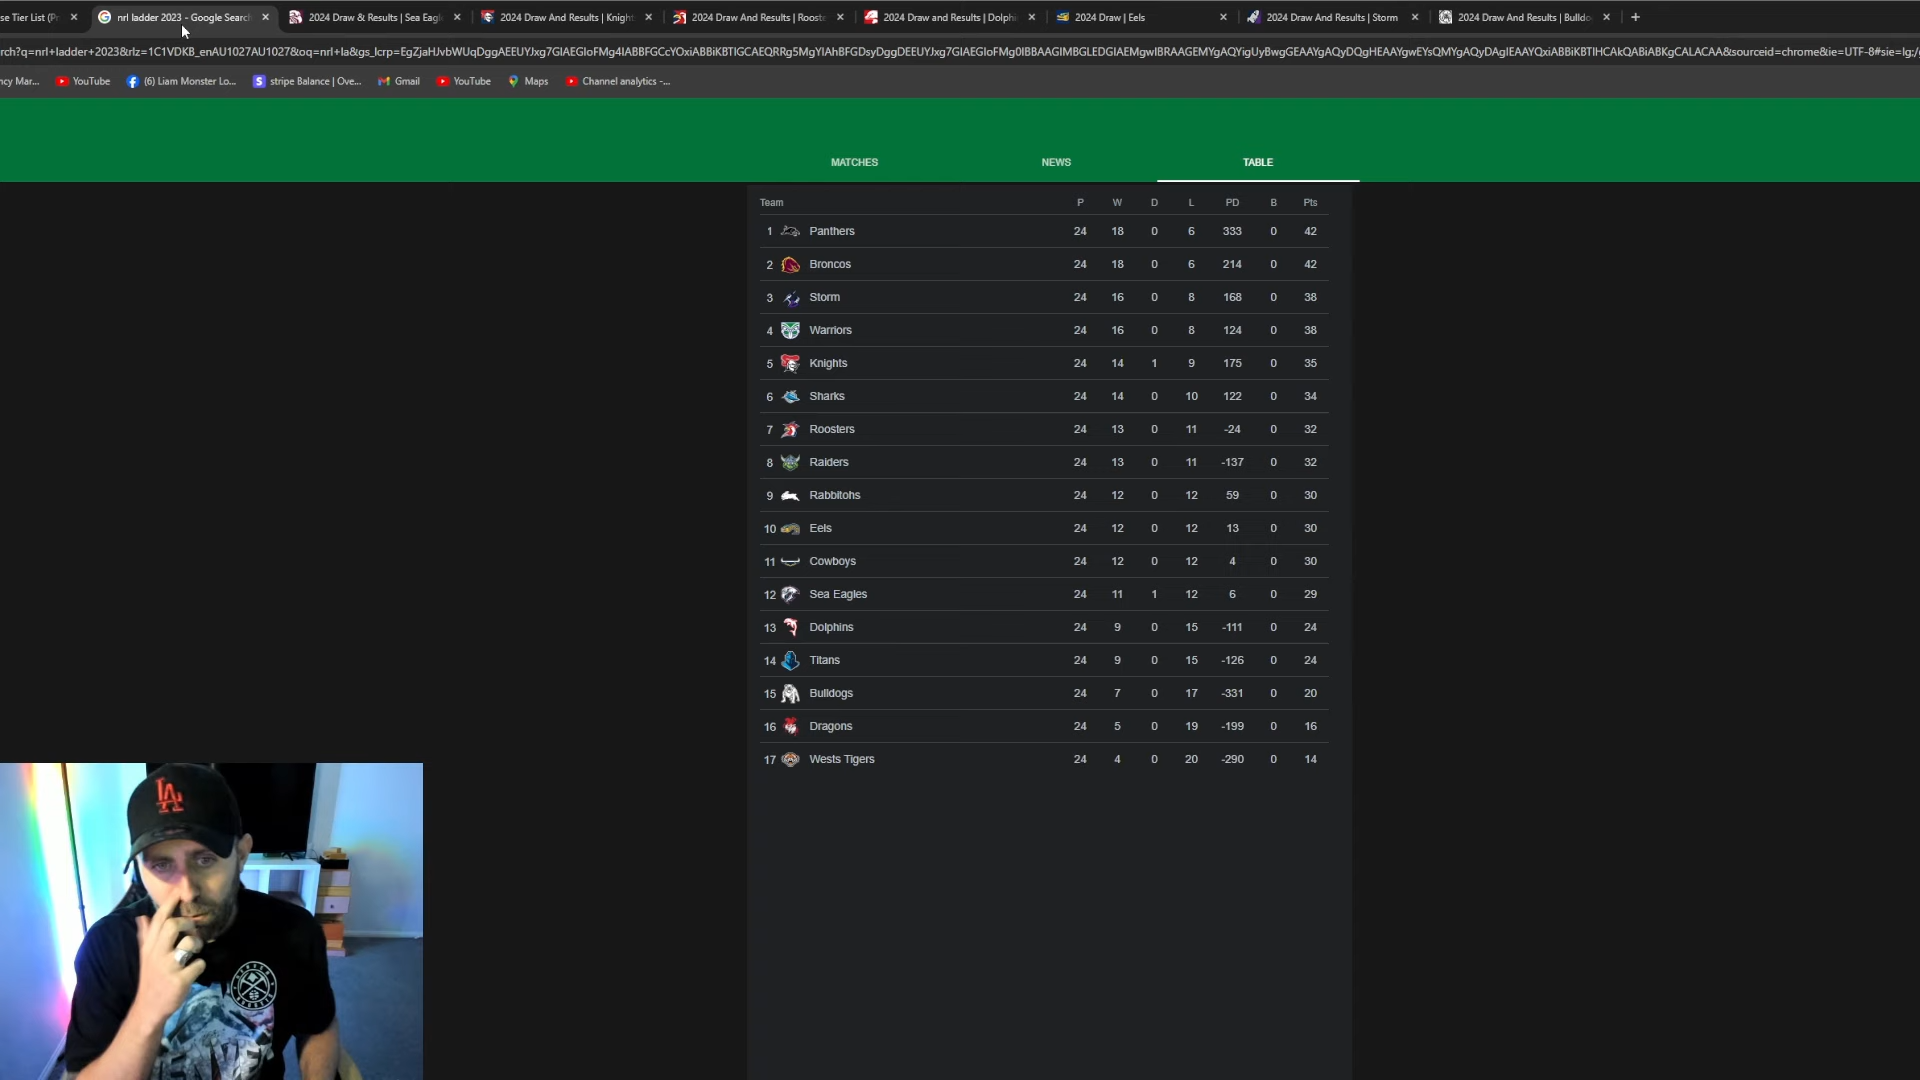 se Tier List (Pr
nrl ladder 2023 - Google Search
2024 Draw & Results | Sea Eagl
2024 Draw And Results | Knight
2024 Draw And Results | Rooste
2024 Draw and Results | Dolphi
2024 Draw | Eels
2024 Draw And Results | Storm
2024 Draw And Results | Bulldo
ncy Mar...
YouTube
(6) Liam Monster Lo...
stripe Balance | Ove...
Gmail
YouTube
Maps
Channel analytics -...
MATCHES NEWS TABLE
Team P W D L PD B Pts
1 Panthers 24 18 0 6 333 0 42
2 Broncos 24 18 0 6 214 0 42
3 Storm 24 16 0 8 168 0 38
4 Warriors 24 16 0 8 124 0 38
5 Knights 24 14 1 9 175 0 35
6 Sharks 24 14 0 10 122 0 34
7 Roosters 24 13 0 11 -24 0 32
8 Raiders 24 13 0 11 -137 0 32
9 Rabbitohs 24 12 0 12 59 0 30
10 Eels 24 12 0 12 13 0 30
11 Cowboys 24 12 0 12 4 0 30
12 Sea Eagles 24 11 1 12 6 0 29
13 Dolphins 24 9 0 15 -111 0 24
14 Titans 24 9 0 15 -126 0 24
15 Bulldogs 24 7 0 17 -331 0 20
16 Dragons 24 5 0 19 -199 0 16
17 Wests Tigers 24 4 0 20 -290 0 14
LA